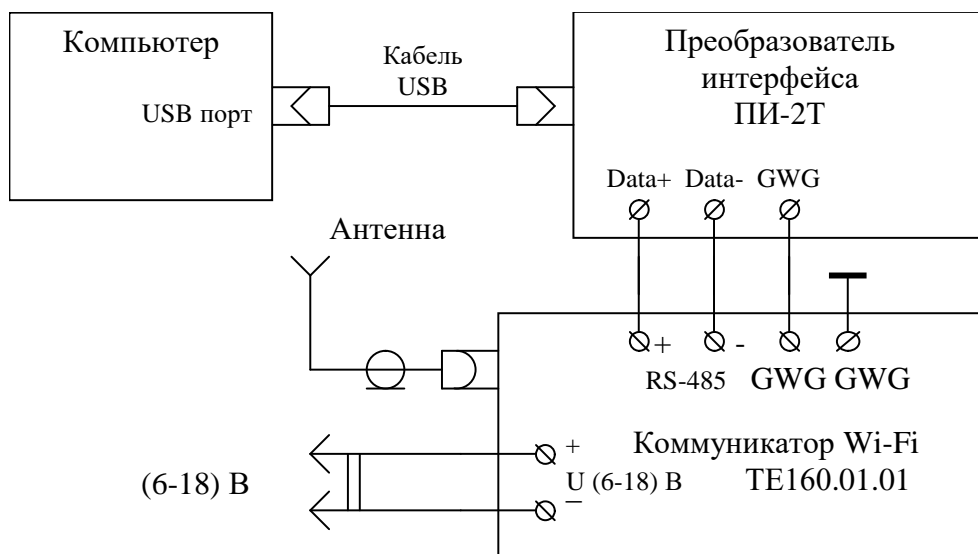 Компьютер
USB порт
Кабель
USB
Преобразователь
интерфейса
ПИ-2Т
Data+ Data- GWG
Антенна
+ -
RS-485 GWG GWG
Коммуникатор Wi-Fi
ТЕ160.01.01
(6-18) В
+
U (6-18) В
–